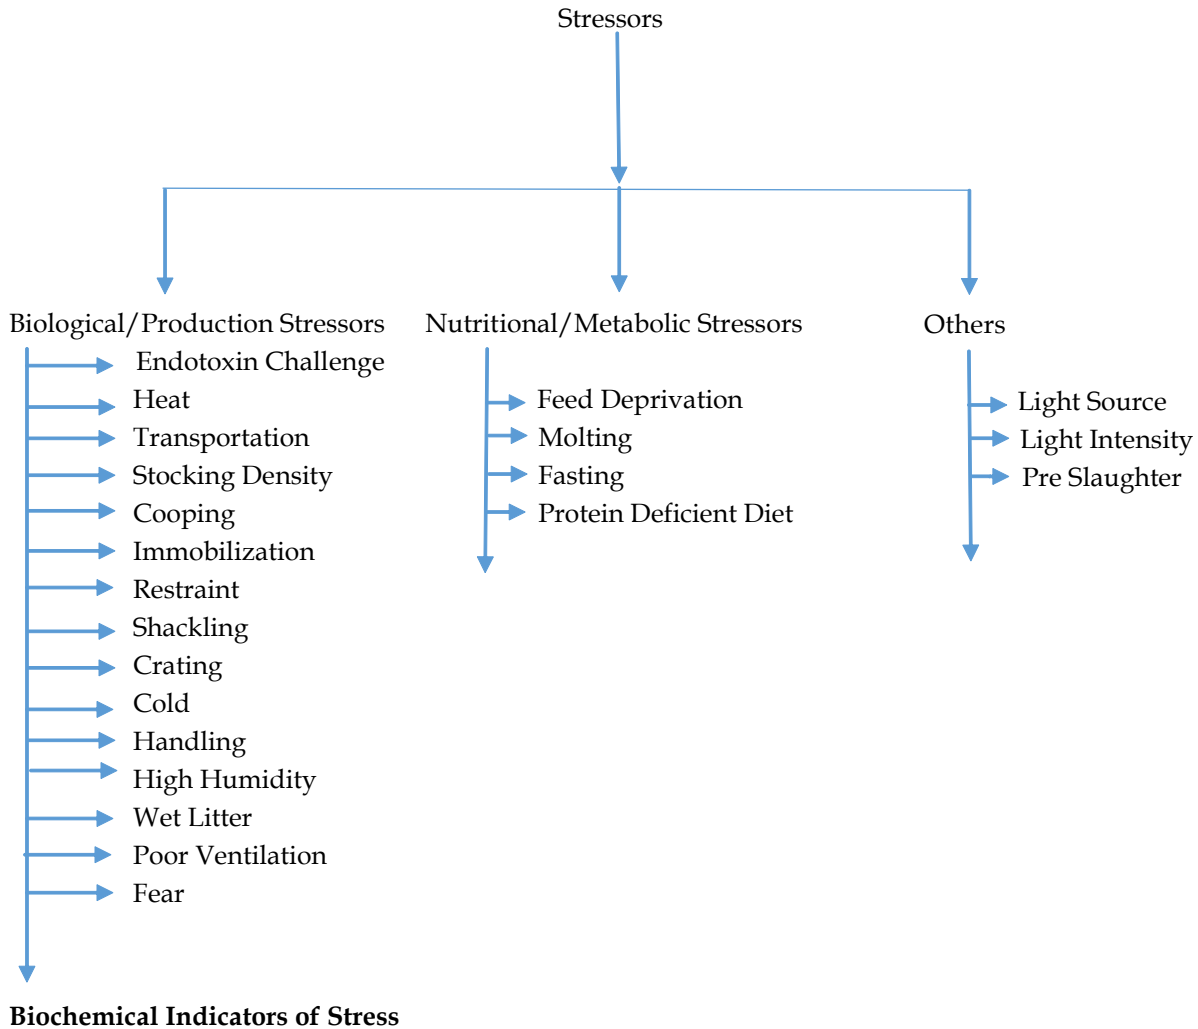 Stressors
Biological/Production Stressors
Endotoxin Challenge
Heat
Transportation
Stocking Density
Cooping
Immobilization
Restraint
Shackling
Crating
Cold
Handling
High Humidity
Wet Litter
Poor Ventilation
Fear
Nutritional/Metabolic Stressors
Feed Deprivation
Molting
Fasting
Protein Deficient Diet
Others
Light Source
Light Intensity
Pre Slaughter
Biochemical Indicators of Stress